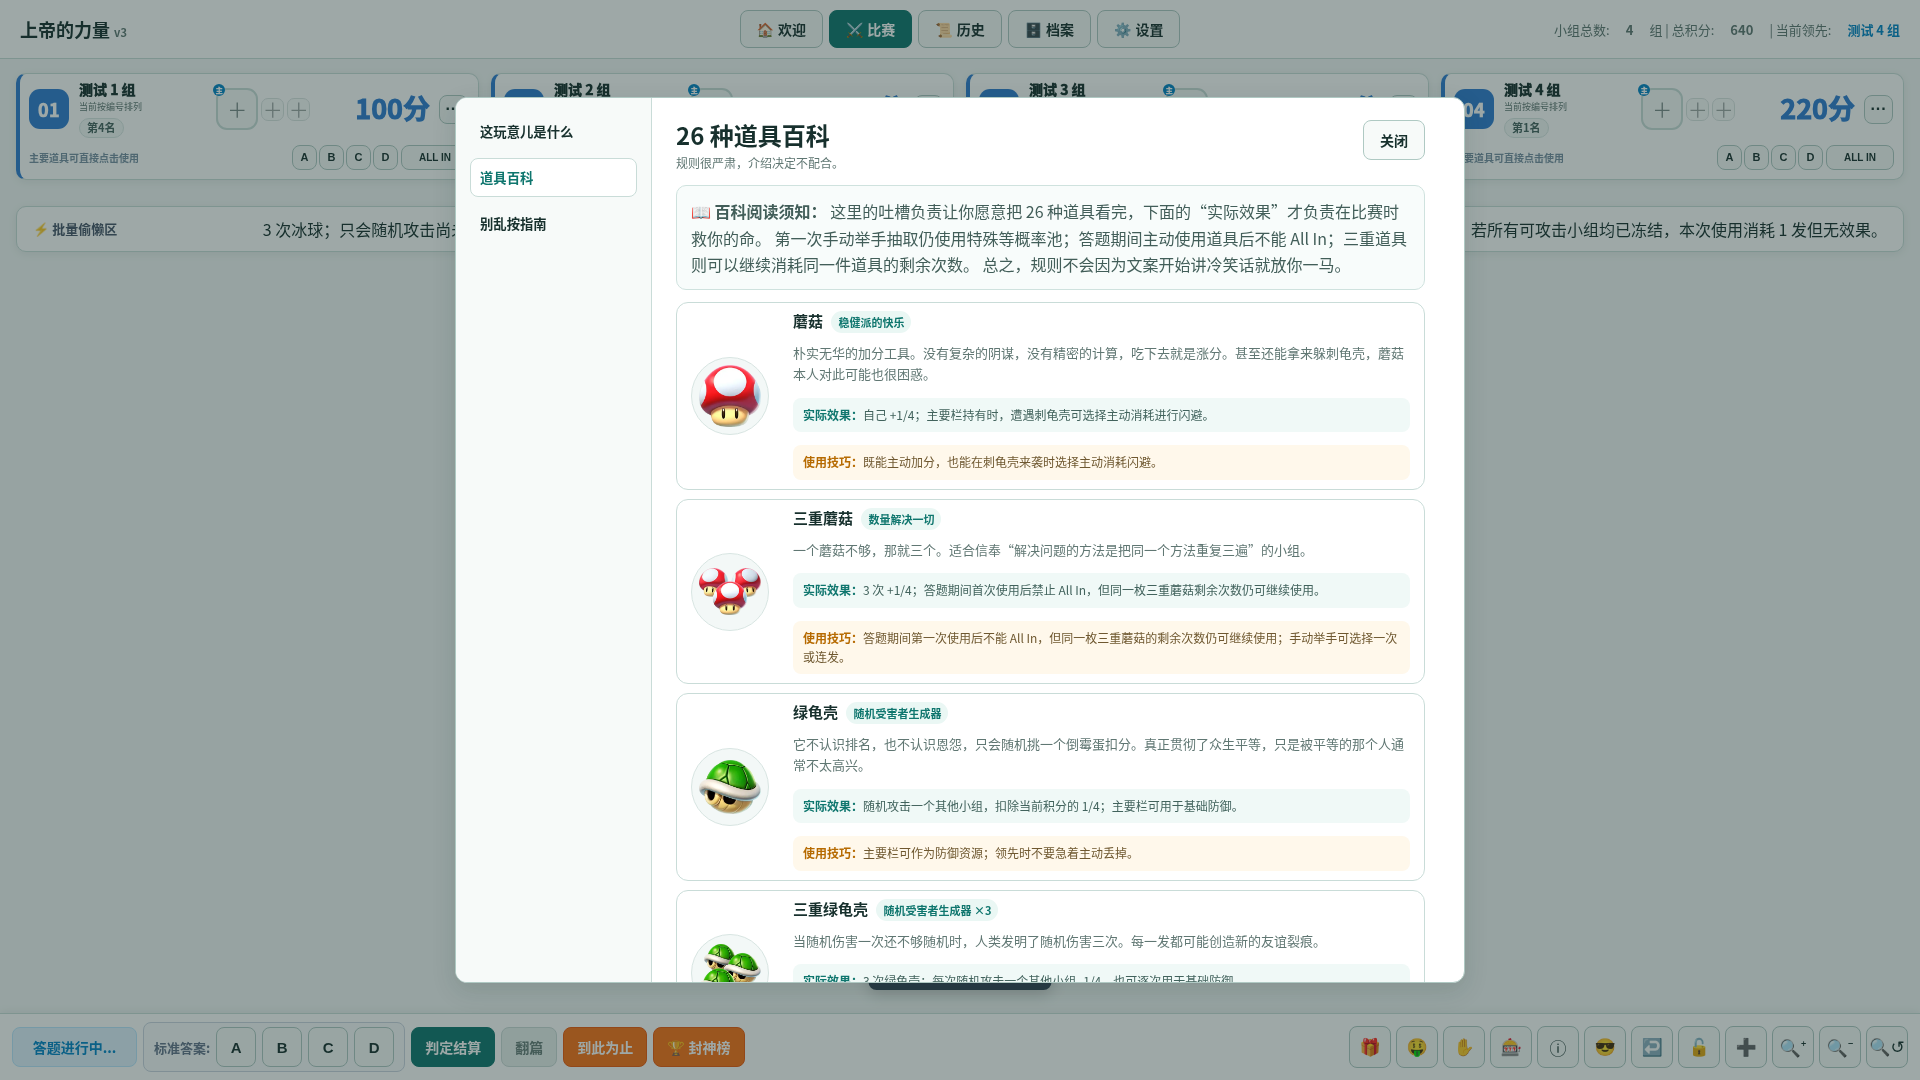 上帝的力量 v3
🏠 欢迎
⚔️ 比赛
📜 历史
🗄️ 档案
⚙️ 设置
小组总数: 4 组 | 总积分: 640 | 当前领先: 测试 4 组
01
测试 1 组
当前按编号排列
第4名
主
100分
主要道具可直接点击使用
A B C D ALL IN
测试 2 组
主
测试 3 组
主
04
测试 4 组
当前按编号排列
第1名
主
220分
···
要道具可直接点击使用
A B C D ALL IN
⚡ 批量偷懒区
3 次冰球；只会随机攻击尚
若所有可攻击小组均已冻结，本次使用消耗 1 发但无效果。
这玩意儿是什么
道具百科
别乱按指南
26 种道具百科
规则很严肃，介绍决定不配合。
关闭
📖 百科阅读须知： 这里的吐槽负责让你愿意把 26 种道具看完，下面的“实际效果”才负责在比赛时
救你的命。 第一次手动举手抽取仍使用特殊等概率池；答题期间主动使用道具后不能 All In；三重道具
则可以继续消耗同一件道具的剩余次数。 总之，规则不会因为文案开始讲冷笑话就放你一马。
蘑菇 稳健派的快乐
朴实无华的加分工具。没有复杂的阴谋，没有精密的计算，吃下去就是涨分。甚至还能拿来躲刺龟壳，蘑菇
本人对此可能也很困惑。
实际效果：自己 +1/4；主要栏持有时，遭遇刺龟壳可选择主动消耗进行闪避。
使用技巧：既能主动加分，也能在刺龟壳来袭时选择主动消耗闪避。
三重蘑菇 数量解决一切
一个蘑菇不够，那就三个。适合信奉“解决问题的方法是把同一个方法重复三遍”的小组。
实际效果：3 次 +1/4；答题期间首次使用后禁止 All In，但同一枚三重蘑菇剩余次数仍可继续使用。
使用技巧：答题期间第一次使用后不能 All In，但同一枚三重蘑菇的剩余次数仍可继续使用；手动举手可选择一次
或连发。
绿龟壳 随机受害者生成器
它不认识排名，也不认识恩怨，只会随机挑一个倒霉蛋扣分。真正贯彻了众生平等，只是被平等的那个人通
常不太高兴。
实际效果：随机攻击一个其他小组，扣除当前积分的 1/4；主要栏可用于基础防御。
使用技巧：主要栏可作为防御资源；领先时不要急着主动丢掉。
三重绿龟壳 随机受害者生成器 ×3
当随机伤害一次还不够随机时，人类发明了随机伤害三次。每一发都可能创造新的友谊裂痕。
实际效果：3 次绿龟壳；每次随机攻击一个其他小组 -1/4，也可逐次用于基础防御。
答题进行中...
标准答案: A B C D
判定结算
翻篇
到此为止
🏆 封神榜